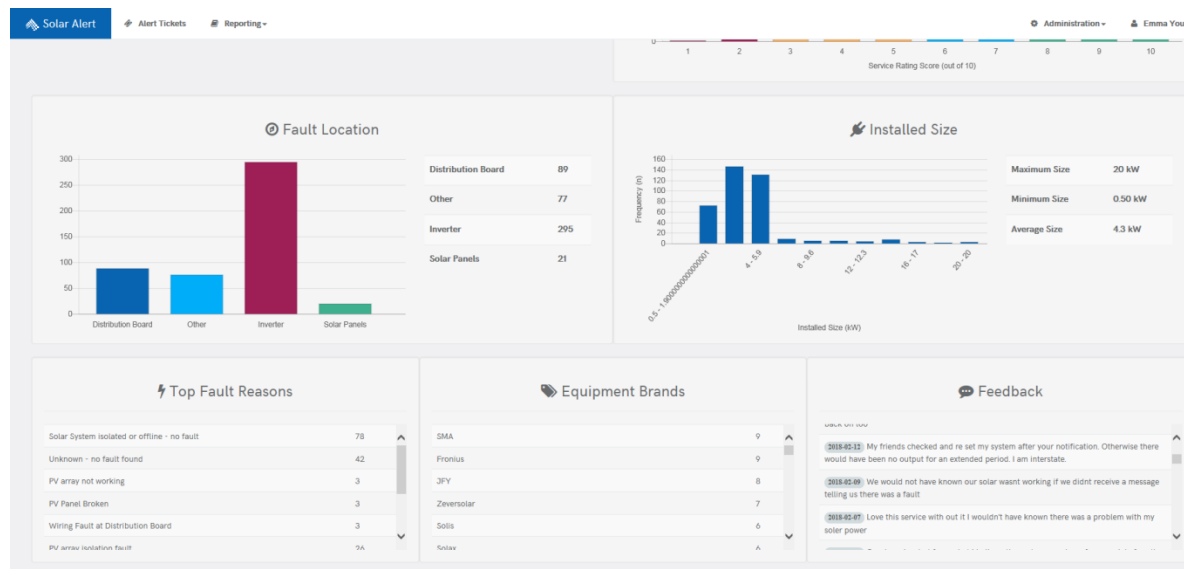 Solar Alert
Alert Tickets
Reporting
Administration
Emma You
0
1 2 3 4 5 6 7 8 9 10
Service Rating Score (out of 10)
Fault Location
300
250
200
150
100
50
0
Distribution Board Other Inverter Solar Panels
Distribution Board 89
Other 77
Inverter 295
Solar Panels 21
Installed Size
Frequency (n)
160
140
120
100
80
60
40
20
0
0.5 - 1.9000000000000001
4 - 5.9
8 - 9.6
12 - 12.3
16 - 17
20 - 20
Installed Size (kW)
Maximum Size 20 kW
Minimum Size 0.50 kW
Average Size 4.3 kW
Top Fault Reasons
Solar System isolated or offline - no fault 78
Unknown - no fault found 42
PV array not working 3
PV Panel Broken 3
Wiring Fault at Distribution Board 3
PV array isolation fault 26
Equipment Brands
SMA 9
Fronius 9
JFY 8
Zeversolar 7
Solis 6
Solax 6
Feedback
back on too
2018-02-12 My friends checked and re set my system after your notification. Otherwise there
would have been no output for an extended period. I am interstate.
2018-02-09 We would not have known our solar wasnt working if we didnt receive a message
telling us there was a fault
2018-02-07 Love this service with out it I wouldn't have known there was a problem with my
soler power